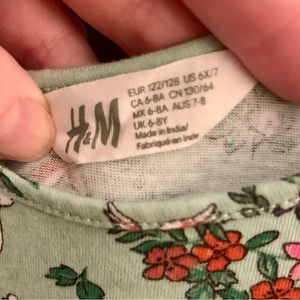 H&M
EUR 122/128 US 6X/7
CA 6-8A CN 130/64
MX 6-8A AUS 7-8
UK 6-8Y
Made in India/
Fabriqué en Inde